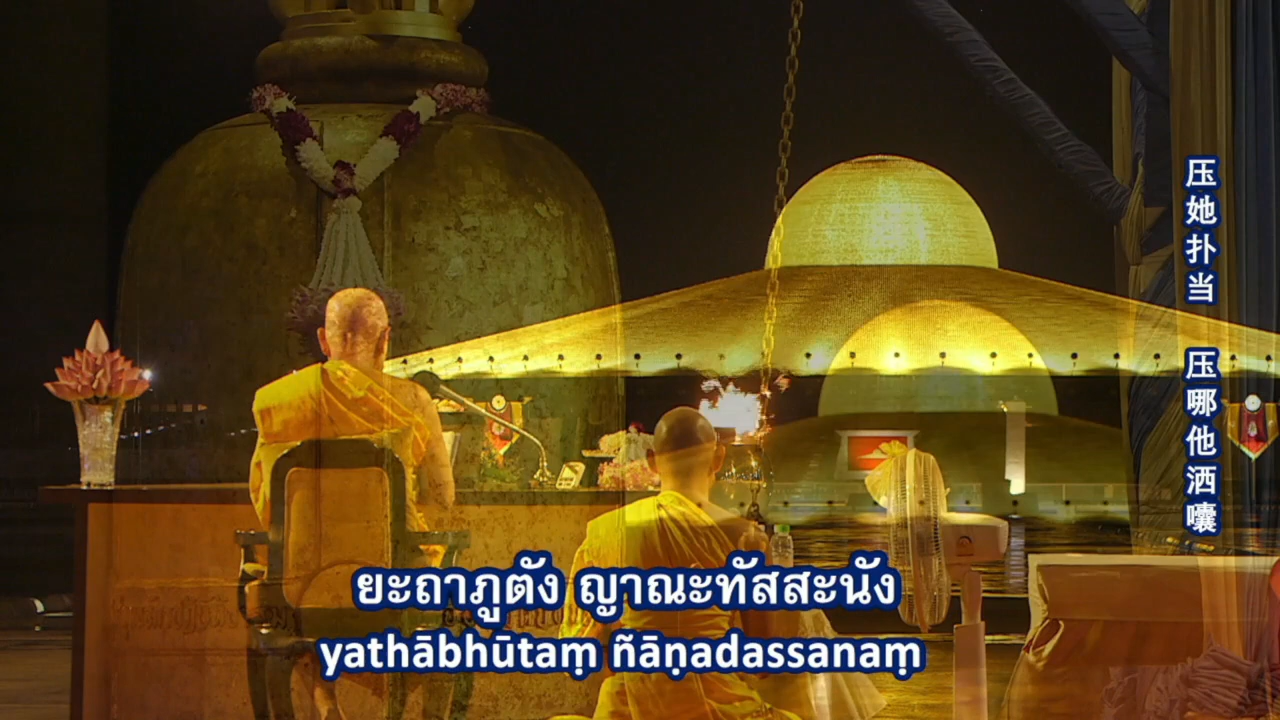 压她扑当 压哪他洒囔
ยะถาภูตัง ญาณะทัสสะนัง
yathābhūtaṃ ñāṇadassanaṃ